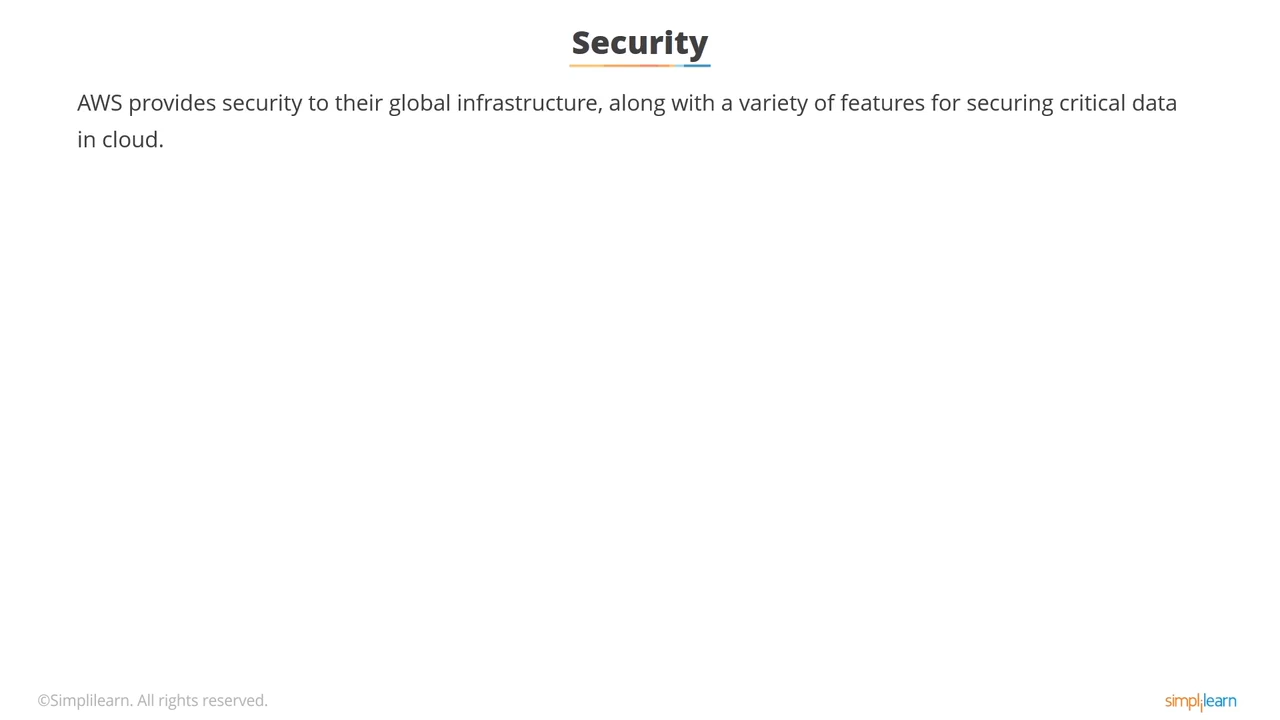 Security
AWS provides security to their global infrastructure, along with a variety of features for securing critical data
in cloud.
©Simplilearn. All rights reserved.
simplilearn